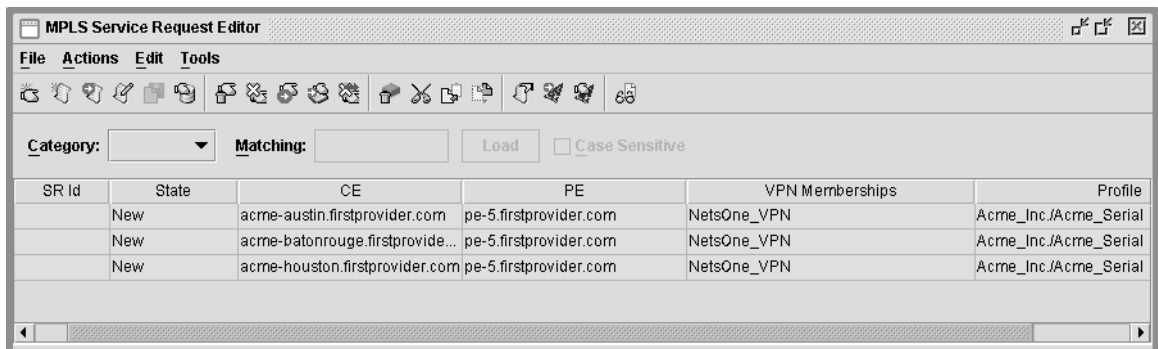 MPLS Service Request Editor
File Actions Edit Tools
Category: Matching: Load Case Sensitive
SR Id State CE PE VPN Memberships Profile
New acme-austin.firstprovider.com pe-5.firstprovider.com NetsOne_VPN Acme_Inc./Acme_Serial
New acme-batonrouge.firstprovide... pe-5.firstprovider.com NetsOne_VPN Acme_Inc./Acme_Serial
New acme-houston.firstprovider.com pe-5.firstprovider.com NetsOne_VPN Acme_Inc./Acme_Serial